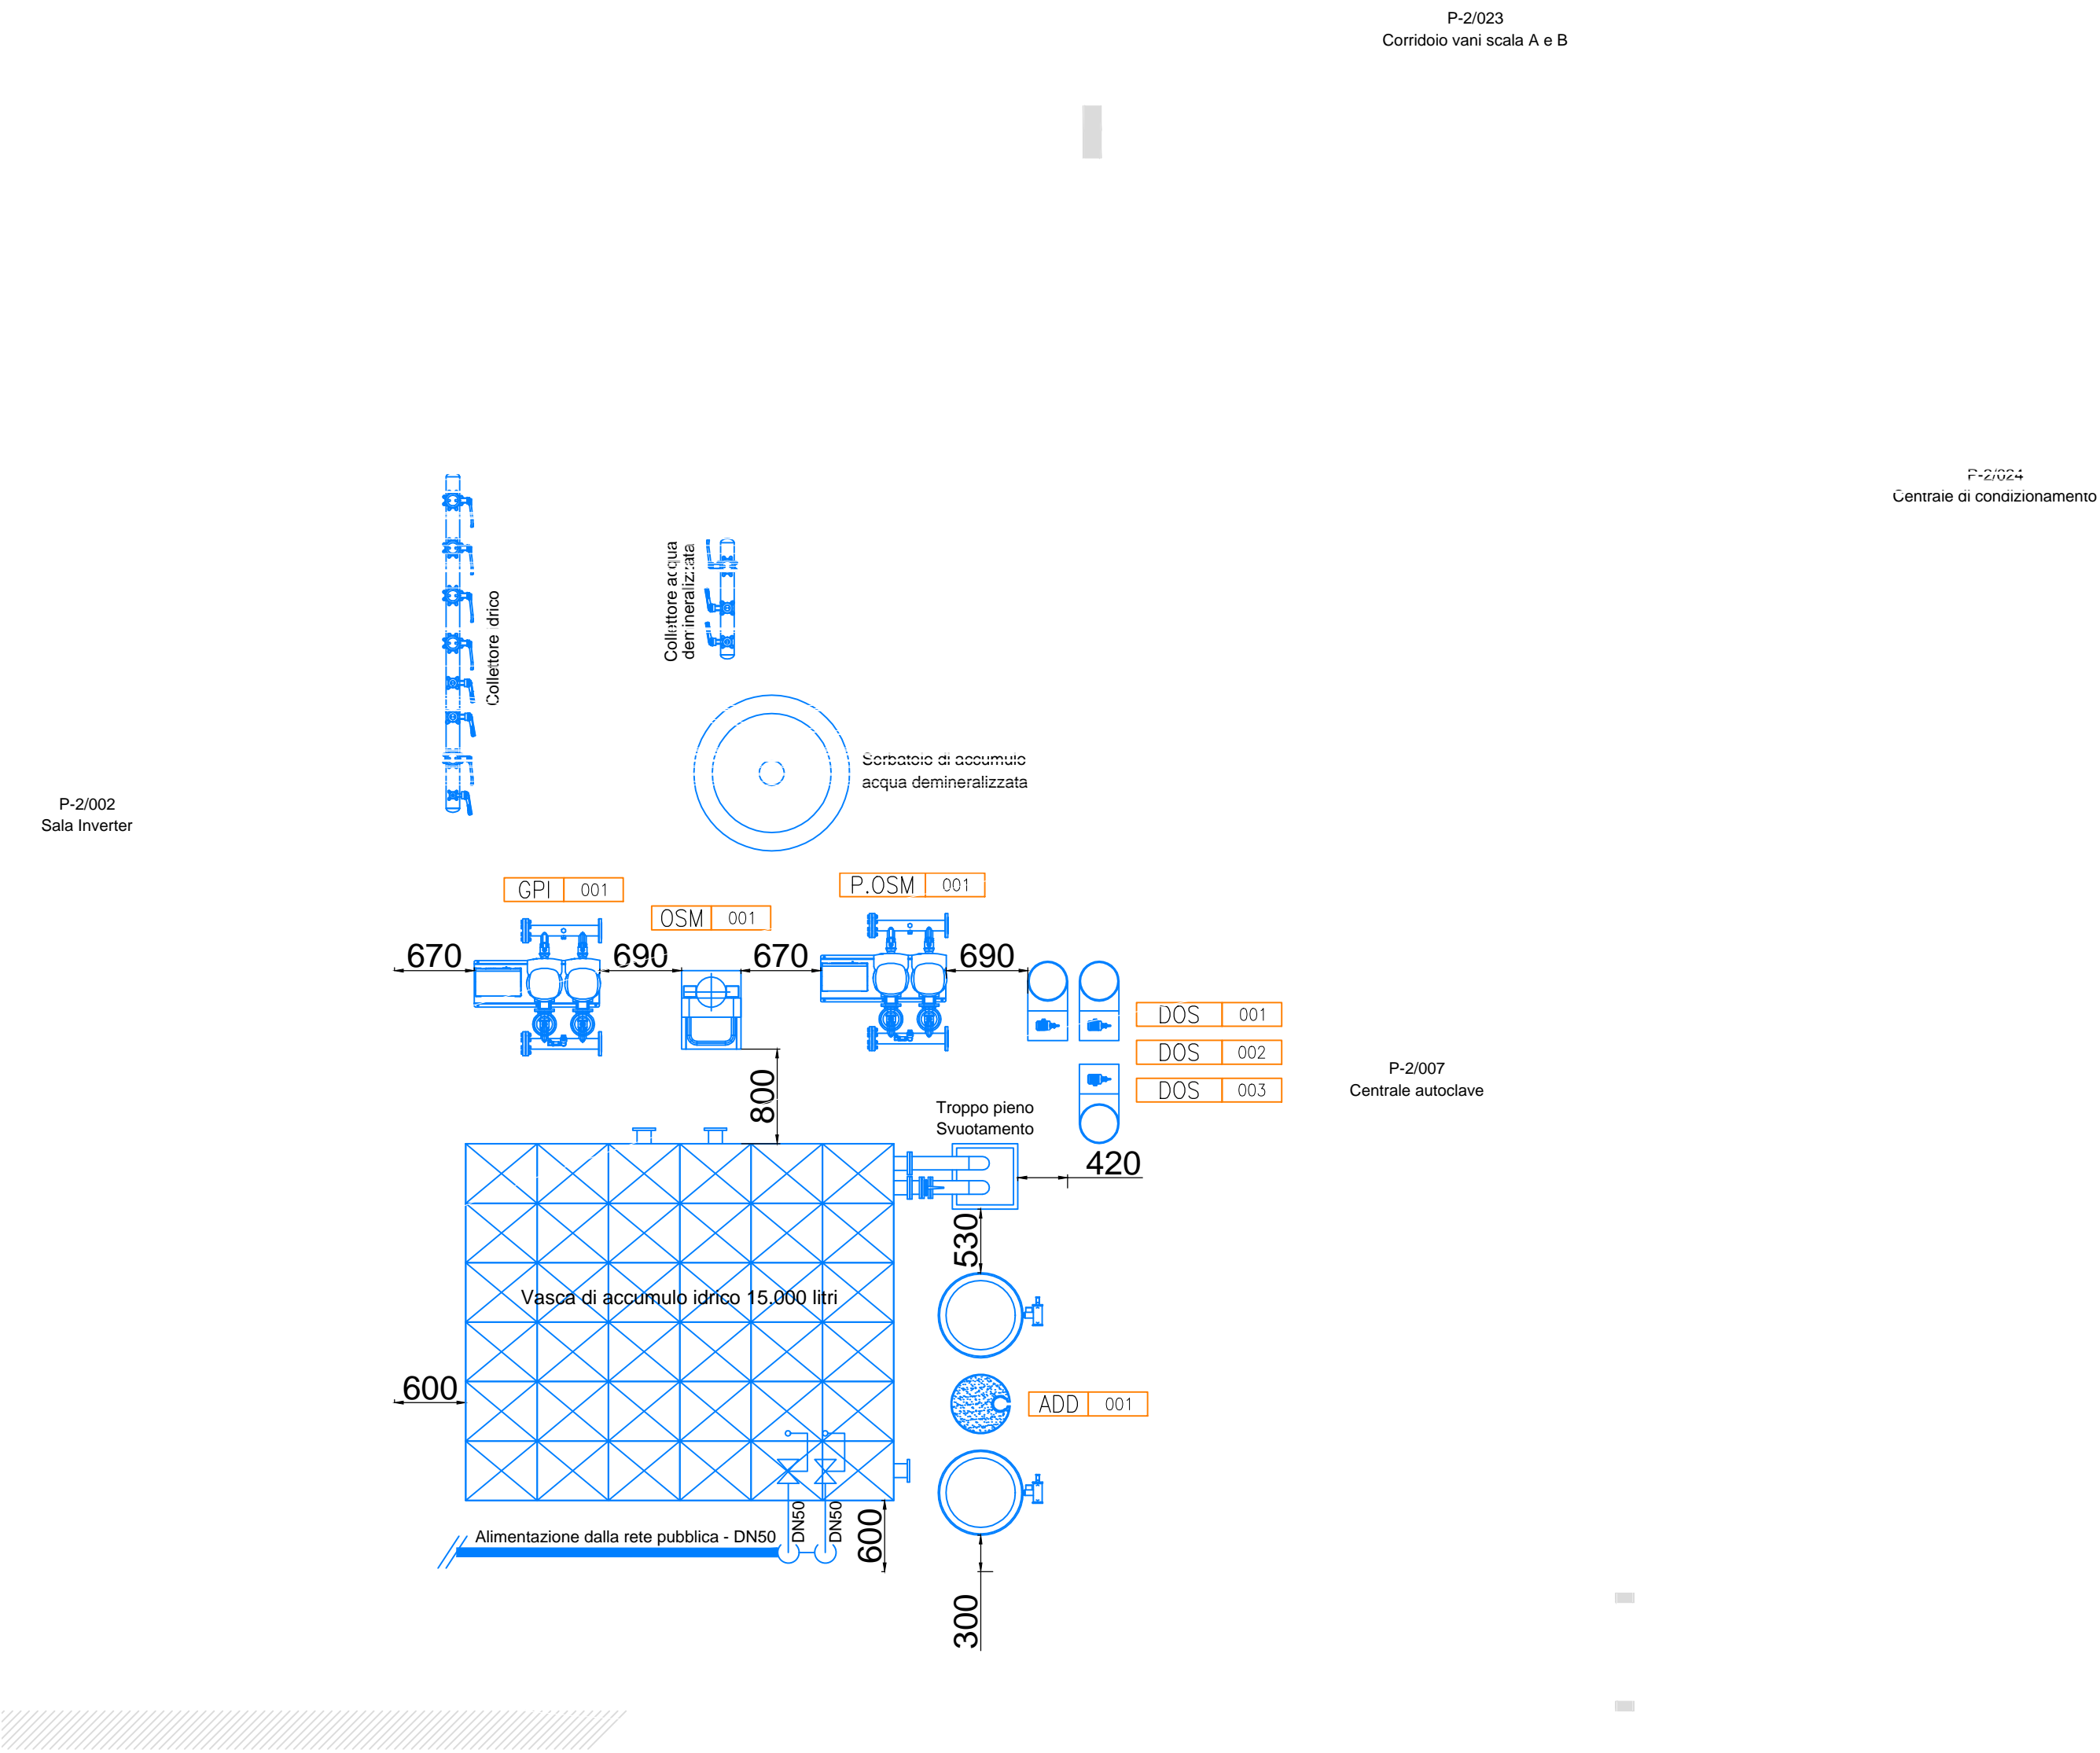 P-2/023
Corridoio vani scala A e B
P-2/024
Centrale di condizionamento
Collettore idrico
Collettore acqua
demineralizzata
Serbatoio di accumulo
acqua demineralizzata
P-2/002
Sala Inverter
GPI 001
P.OSM 001
OSM 001
670
690
670
690
DOS 001
DOS 002
DOS 003
P-2/007
Centrale autoclave
800
Troppo pieno
Svuotamento
420
530
Vasca di accumulo idrico 15.000 litri
600
ADD 001
DN50
DN50
Alimentazione dalla rete pubblica - DN50
600
300